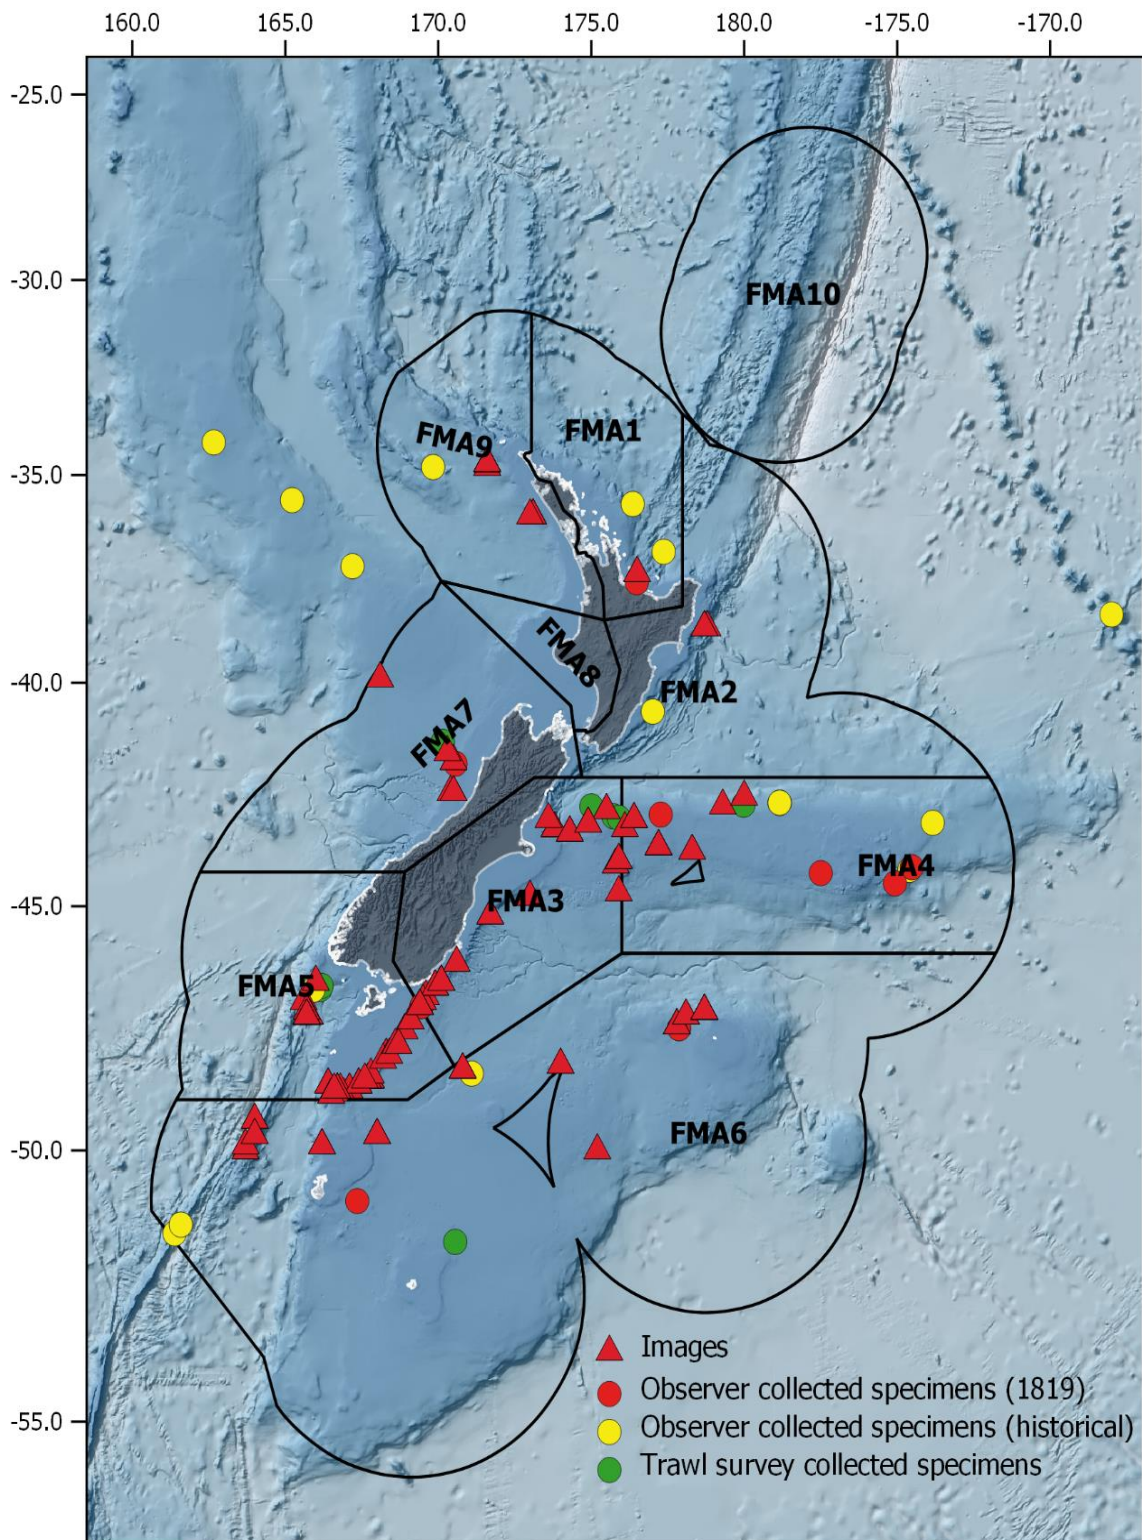 160.0 165.0 170.0 175.0 180.0 -175.0 -170.0
-25.0
-30.0
FMA10
FMA9
FMA1
-35.0
FMA8
-40.0
FMA2
FMA7
FMA4
-45.0
FMA3
FMA5
FMA6
-50.0
Images
Observer collected specimens (1819)
-55.0
Observer collected specimens (historical)
Trawl survey collected specimens